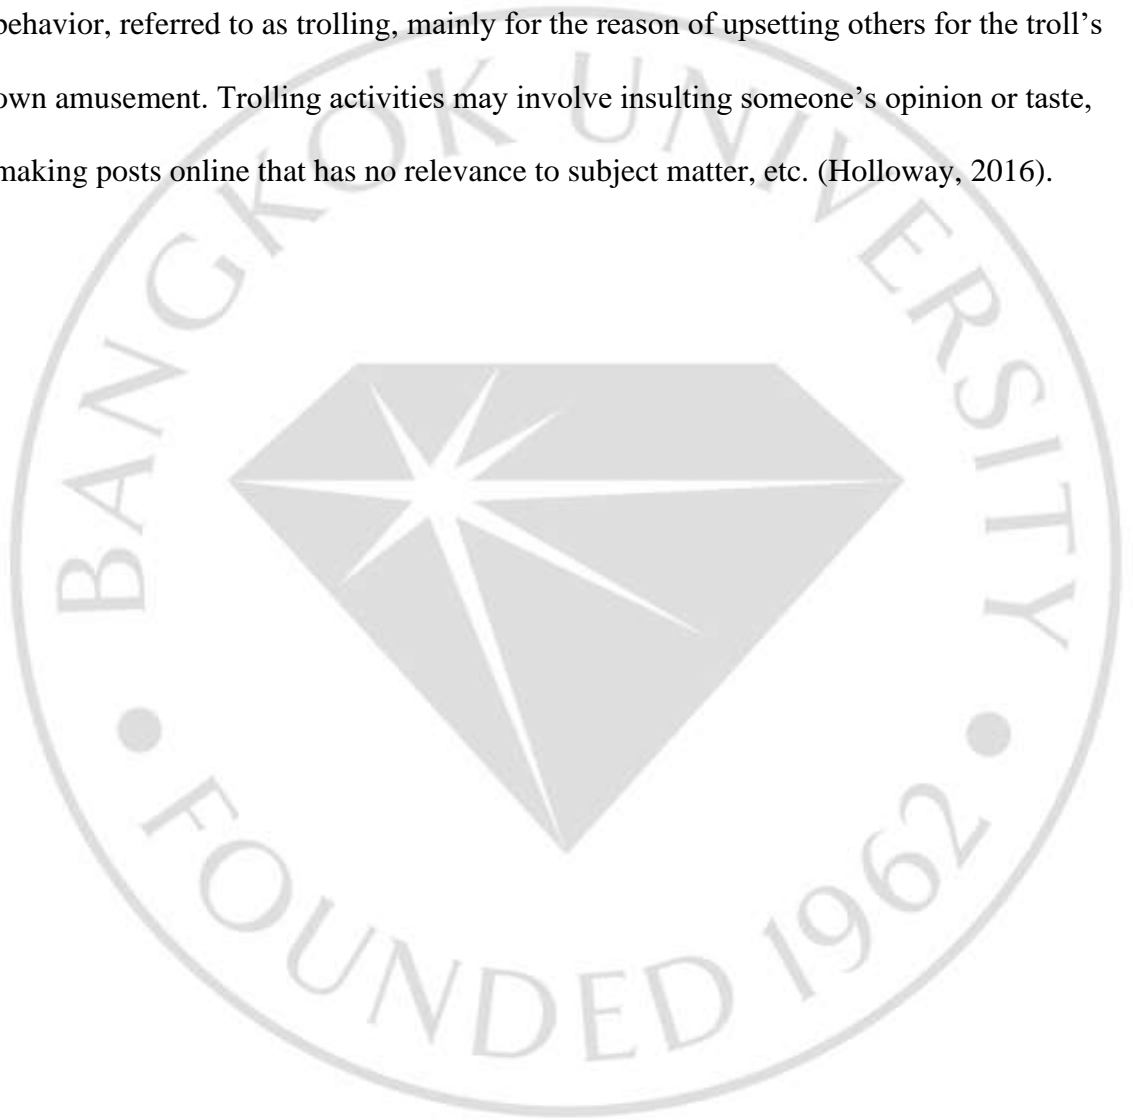 behavior, referred to as trolling, mainly for the reason of upsetting others for the troll’s
own amusement. Trolling activities may involve insulting someone’s opinion or taste,
making posts online that has no relevance to subject matter, etc. (Holloway, 2016).
BANGKOK UNIVERSITY
FOUNDED 1962